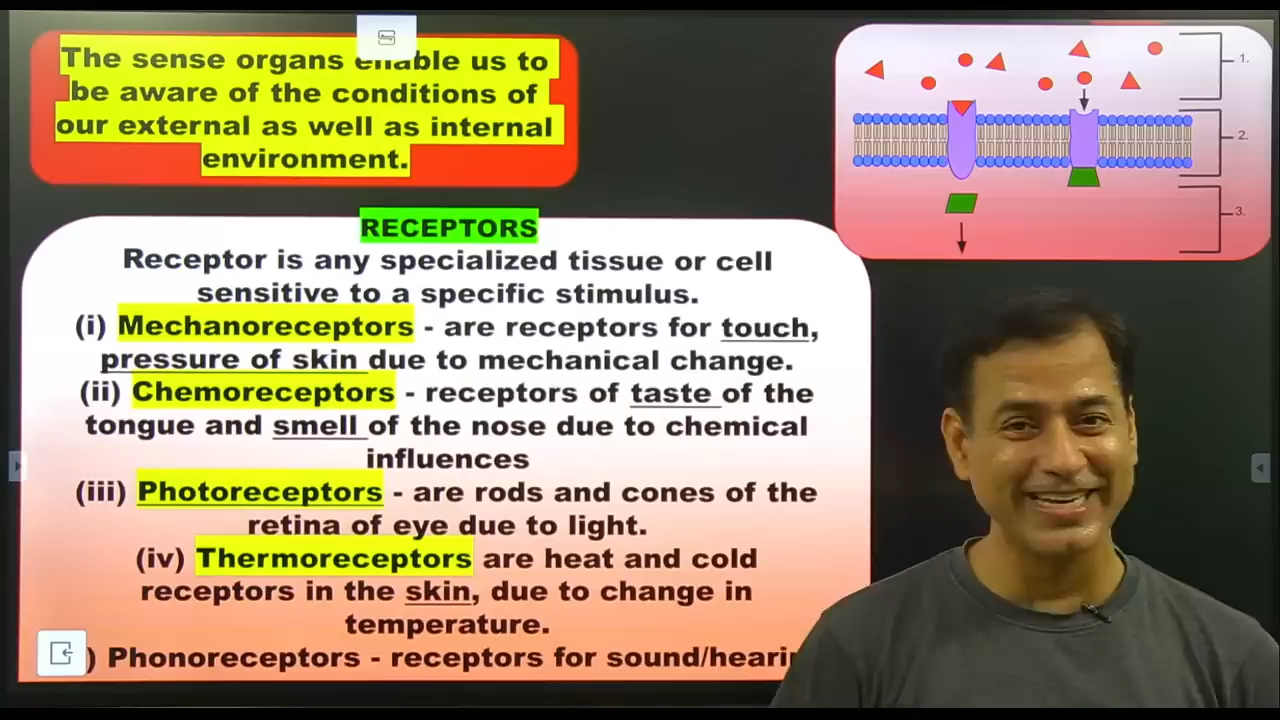 The sense organs enable us to
be aware of the conditions of
our external as well as internal
environment.
1.
2.
3.
RECEPTORS
Receptor is any specialized tissue or cell
sensitive to a specific stimulus.
(i) Mechanoreceptors - are receptors for touch,
pressure of skin due to mechanical change.
(ii) Chemoreceptors - receptors of taste of the
tongue and smell of the nose due to chemical
influences
(iii) Photoreceptors - are rods and cones of the
retina of eye due to light.
(iv) Thermoreceptors are heat and cold
receptors in the skin, due to change in
temperature.
) Phonoreceptors - receptors for sound/